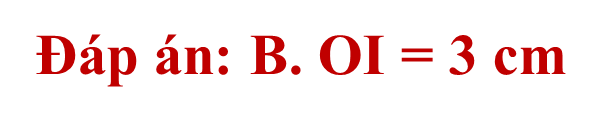 Đáp án: B. OI = 3 cm